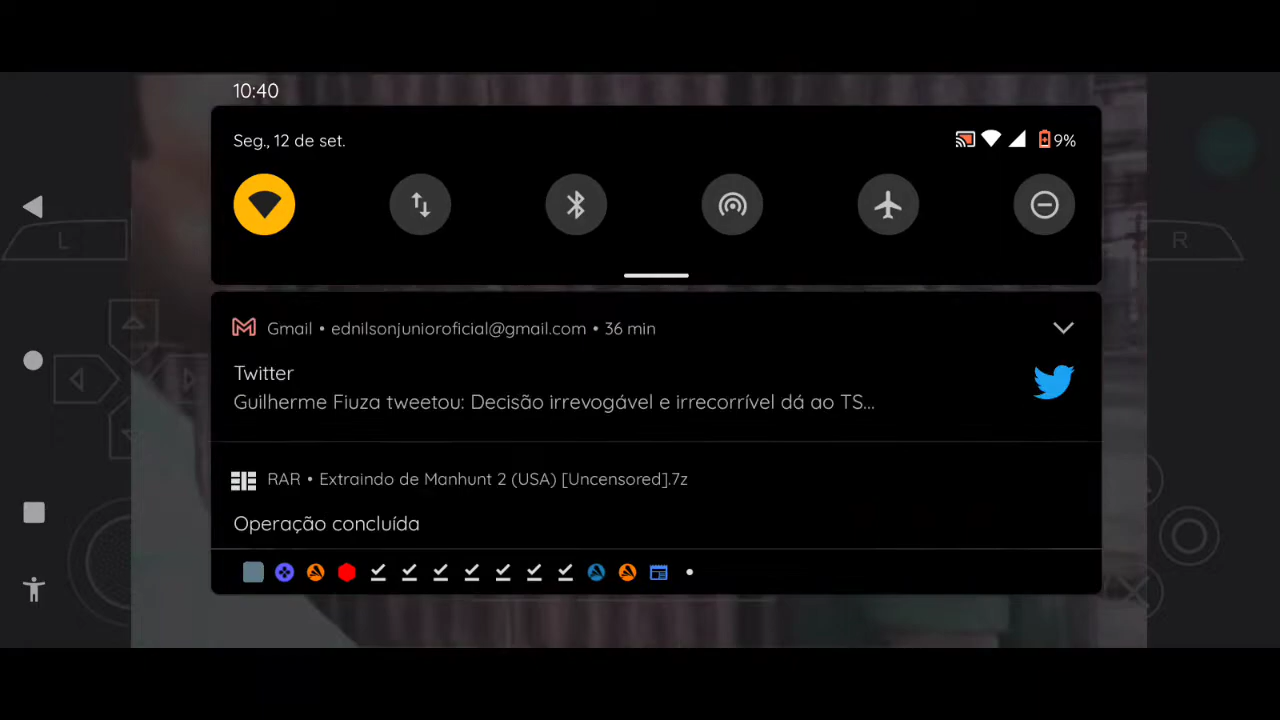 10:40
Seg., 12 de set.
9%
L
R
Gmail • ednilsonjunioroficial@gmail.com • 36 min
Twitter
Guilherme Fiuza tweetou: Decisão irrevogável e irrecorrível dá ao TS...
RAR • Extraindo de Manhunt 2 (USA) [Uncensored].7z
Operação concluída